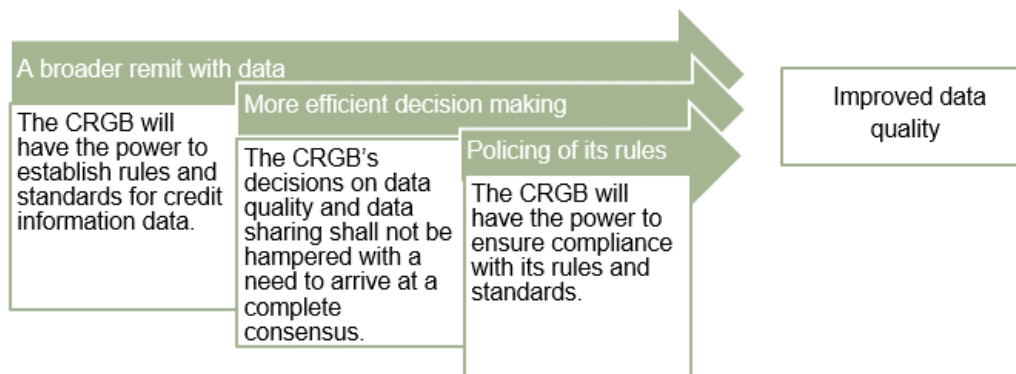 A broader remit with data
The CRGB will
have the power to
establish rules and
standards for credit
information data.
More efficient decision making
The CRGB’s
decisions on data
quality and data
sharing shall not be
hampered with a
need to arrive at a
complete
consensus.
Policing of its rules
The CRGB will
have the power to
ensure compliance
with its rules and
standards.
Improved data
quality